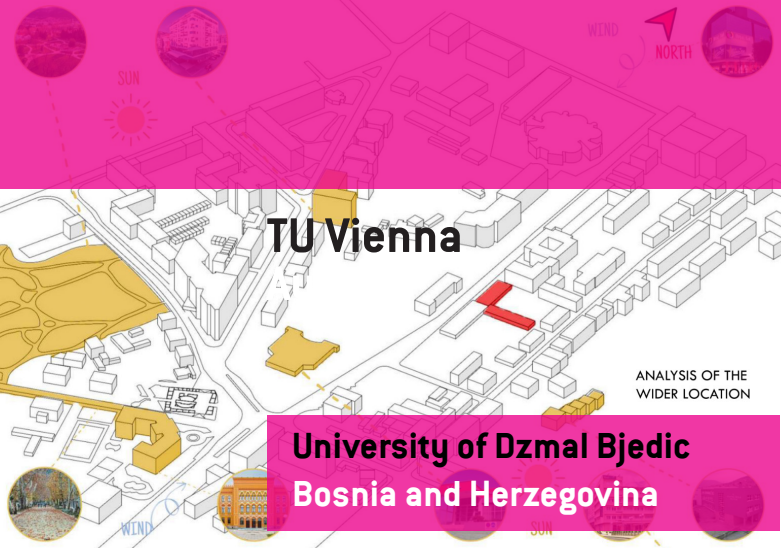 WIND
NORTH
SUN
TU Vienna
ANALYSIS OF THE
WIDER LOCATION
University of Dzmal Bjedic
Bosnia and Herzegovina
WIND
SUN